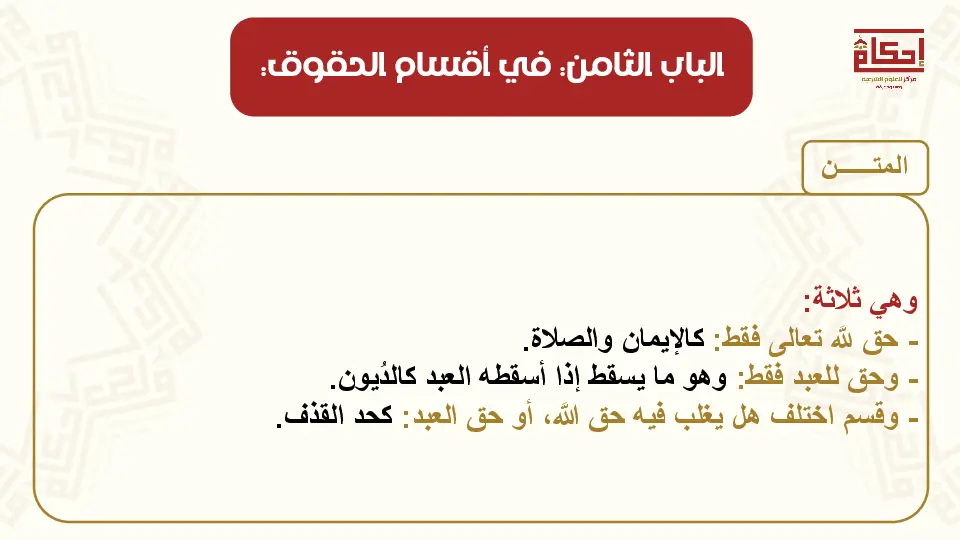 الباب الثامن: في أقسام الحقوق:
إحكام
مركز للعلوم الشرعية
المتـــــن
وهي ثلاثة:
- حق لله تعالى فقط: كالإيمان والصلاة.
- وحق للعبد فقط: وهو ما يسقط إذا أسقطه العبد كالدُيون.
- وقسم اختلف هل يغلب فيه حق الله، أو حق العبد: كحد القذف.